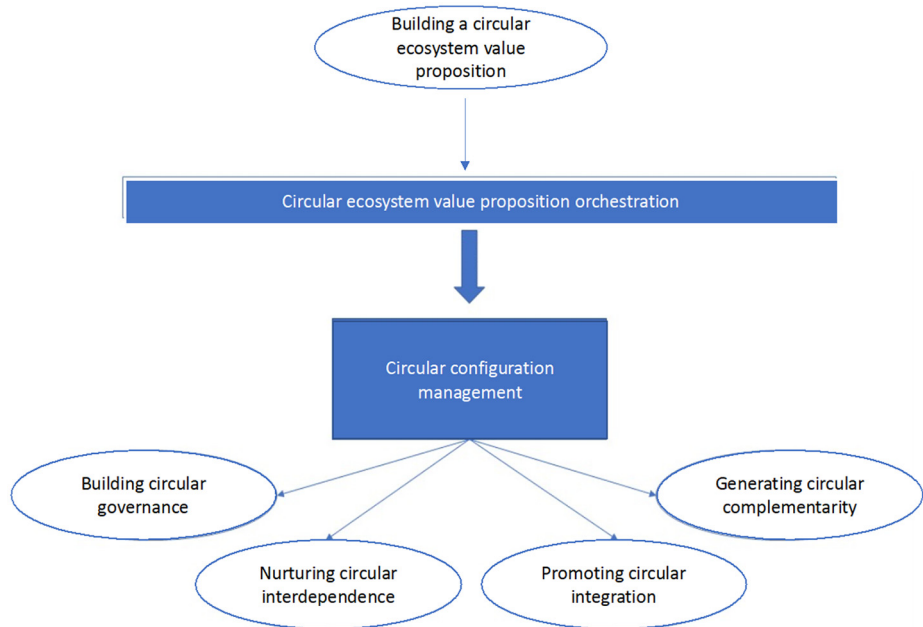 Building a circular
ecosystem value
proposition
Circular ecosystem value proposition orchestration
Circular configuration
management
Building circular
governance
Generating circular
complementarity
Nurturing circular
interdependence
Promoting circular
integration